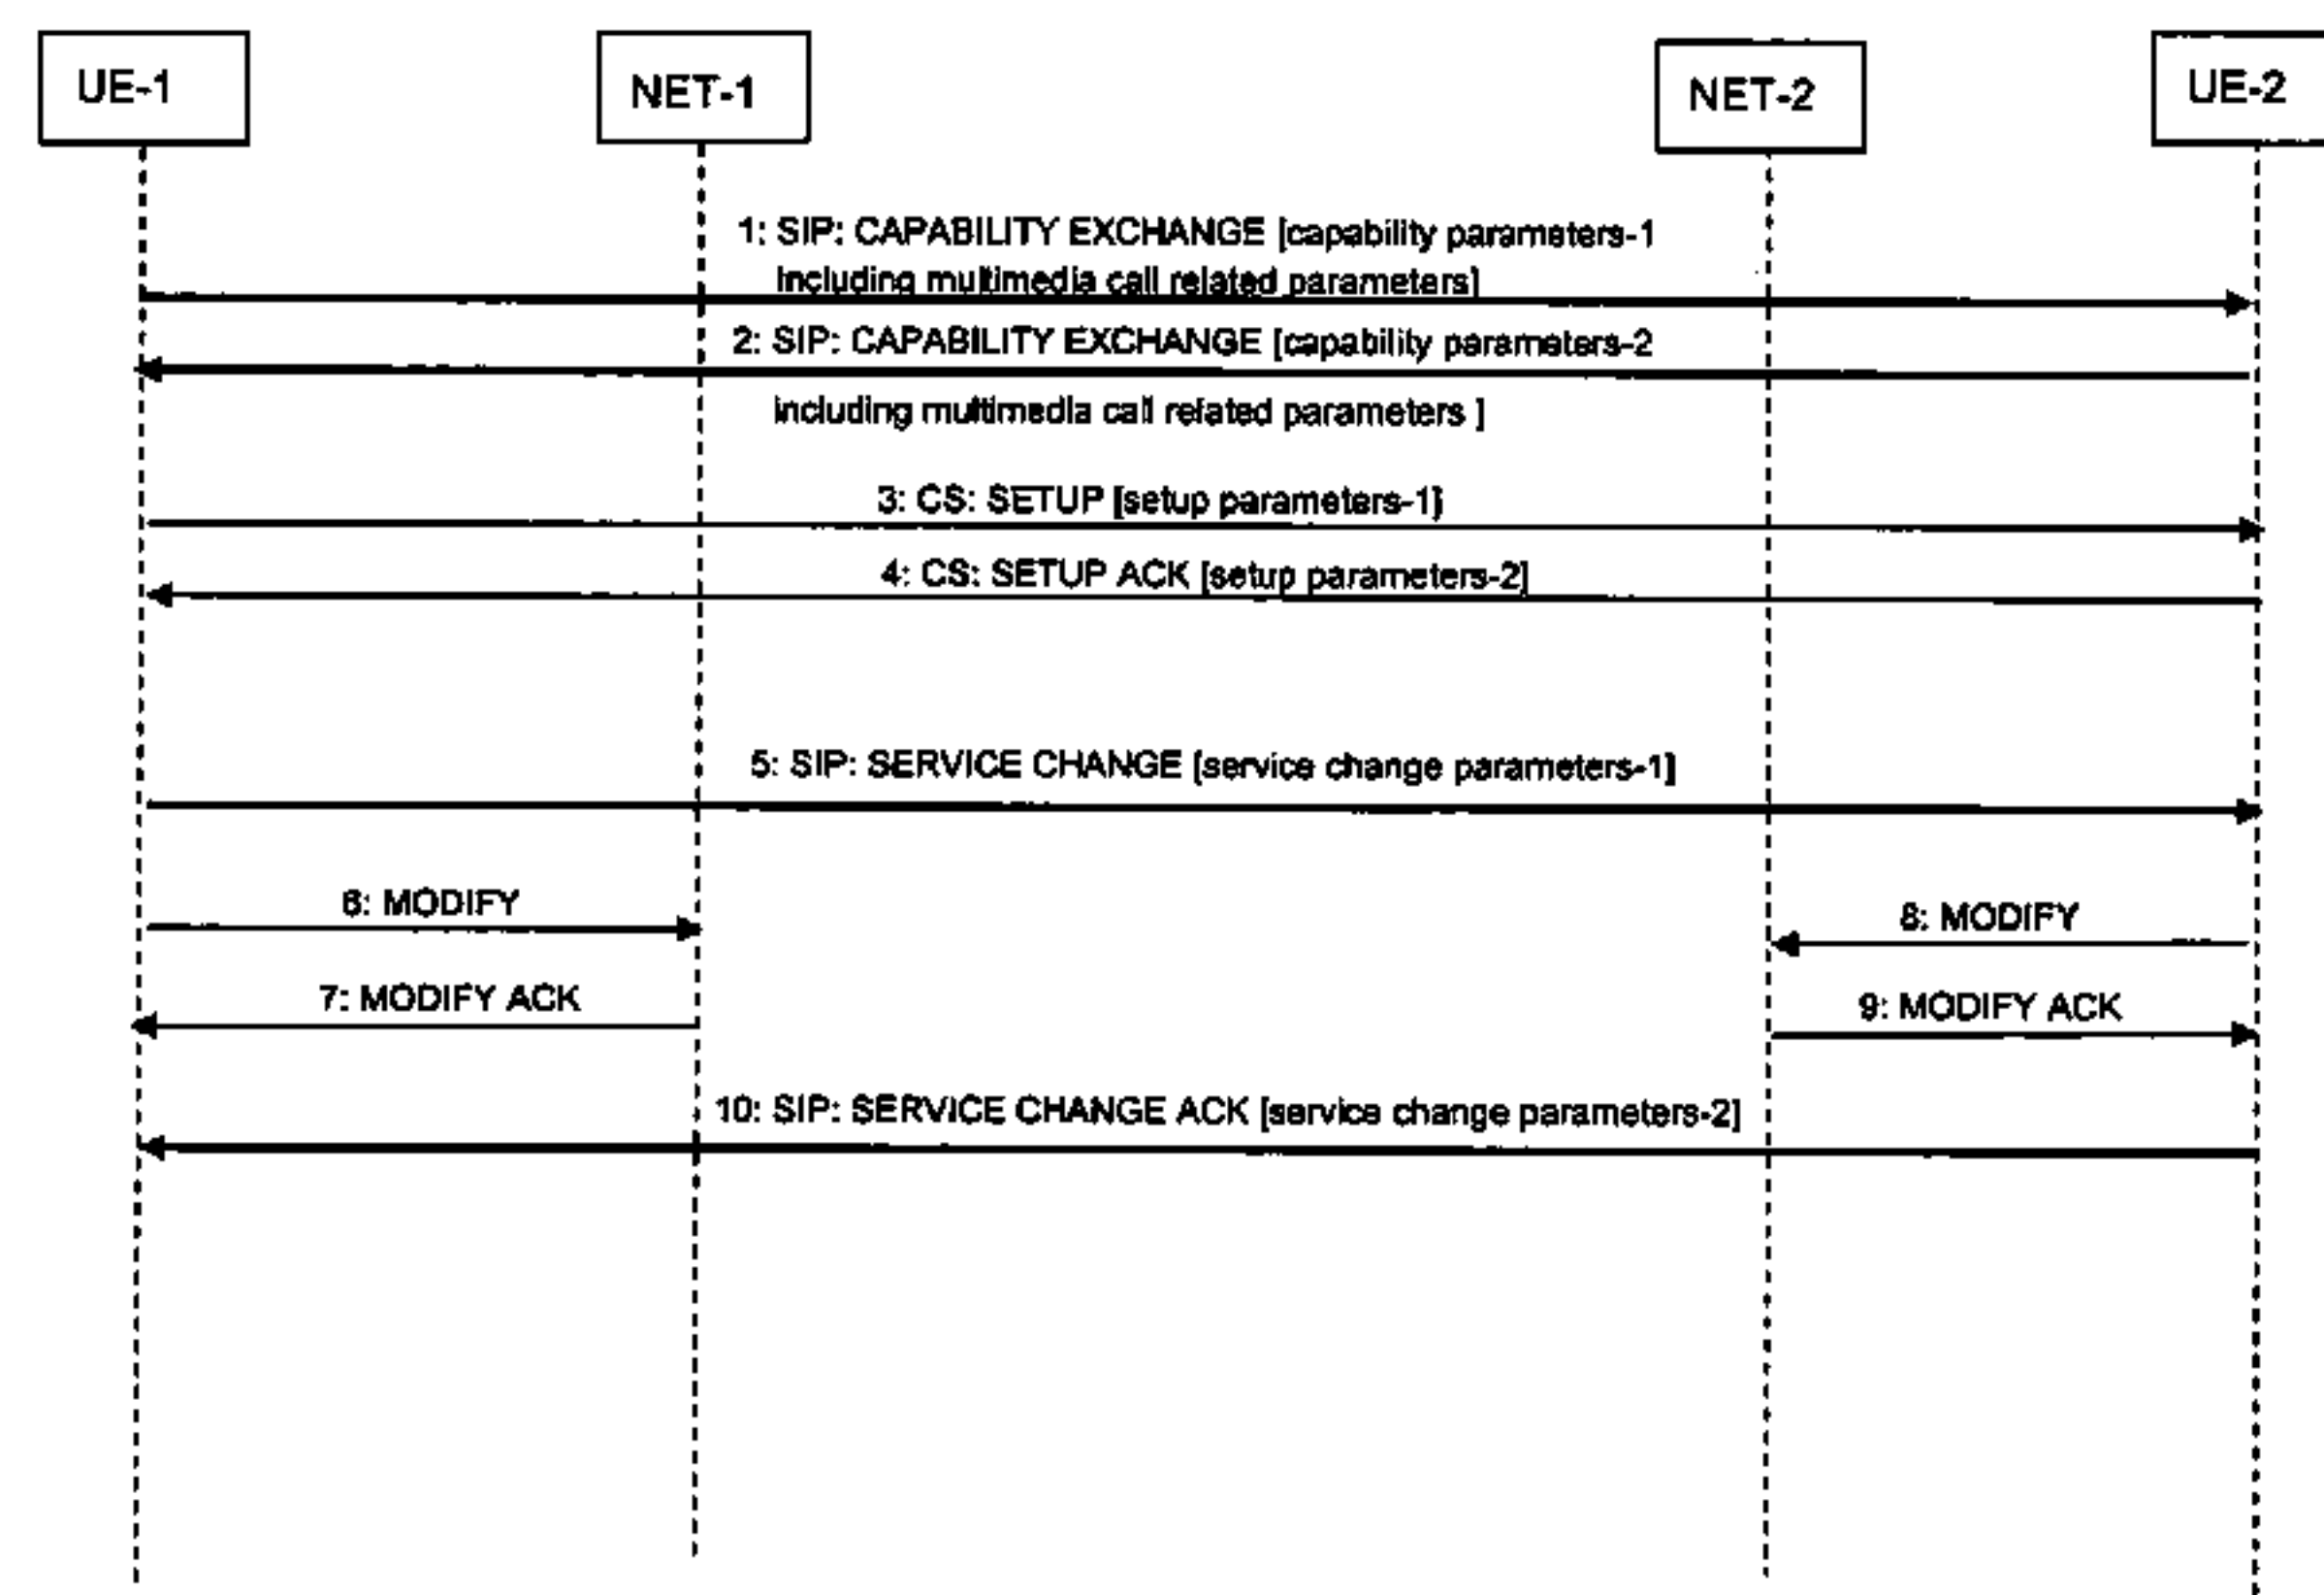 UE-1
NET-1
NET-2
UE-2
1: SIP: CAPABILITY EXCHANGE [capability parameters-1
including multimedia call related parameters]
2: SIP: CAPABILITY EXCHANGE [capability parameters-2
including multimedia call related parameters ]
3: CS: SETUP [setup parameters-1]
4: CS: SETUP ACK [setup parameters-2]
5: SIP: SERVICE CHANGE [service change parameters-1]
6: MODIFY
8: MODIFY
7: MODIFY ACK
9: MODIFY ACK
10: SIP: SERVICE CHANGE ACK [service change parameters-2]